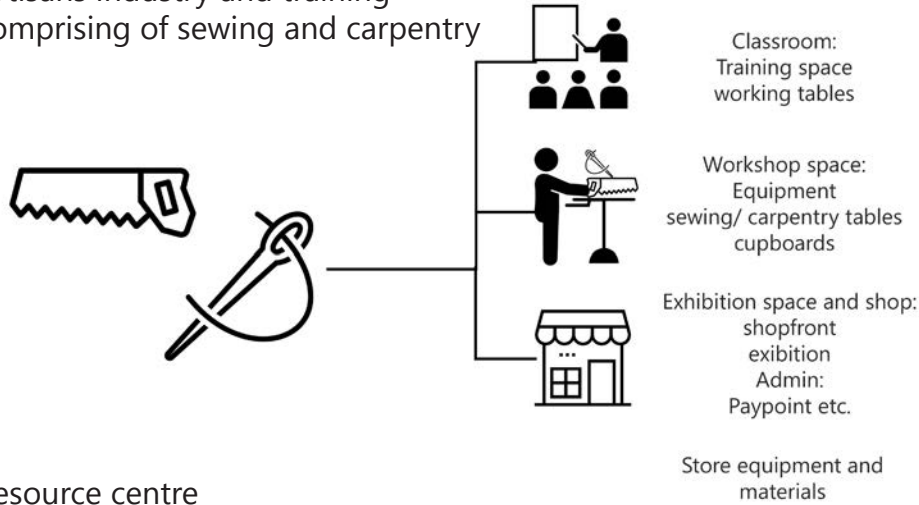 omprising of sewing and carpentry
Classroom:
Training space
working tables
Workshop space:
Equipment
sewing/ carpentry tables
cupboards
Exhibition space and shop:
shopfront
exibition
Admin:
Paypoint etc.
Store equipment and
materials
esource centre